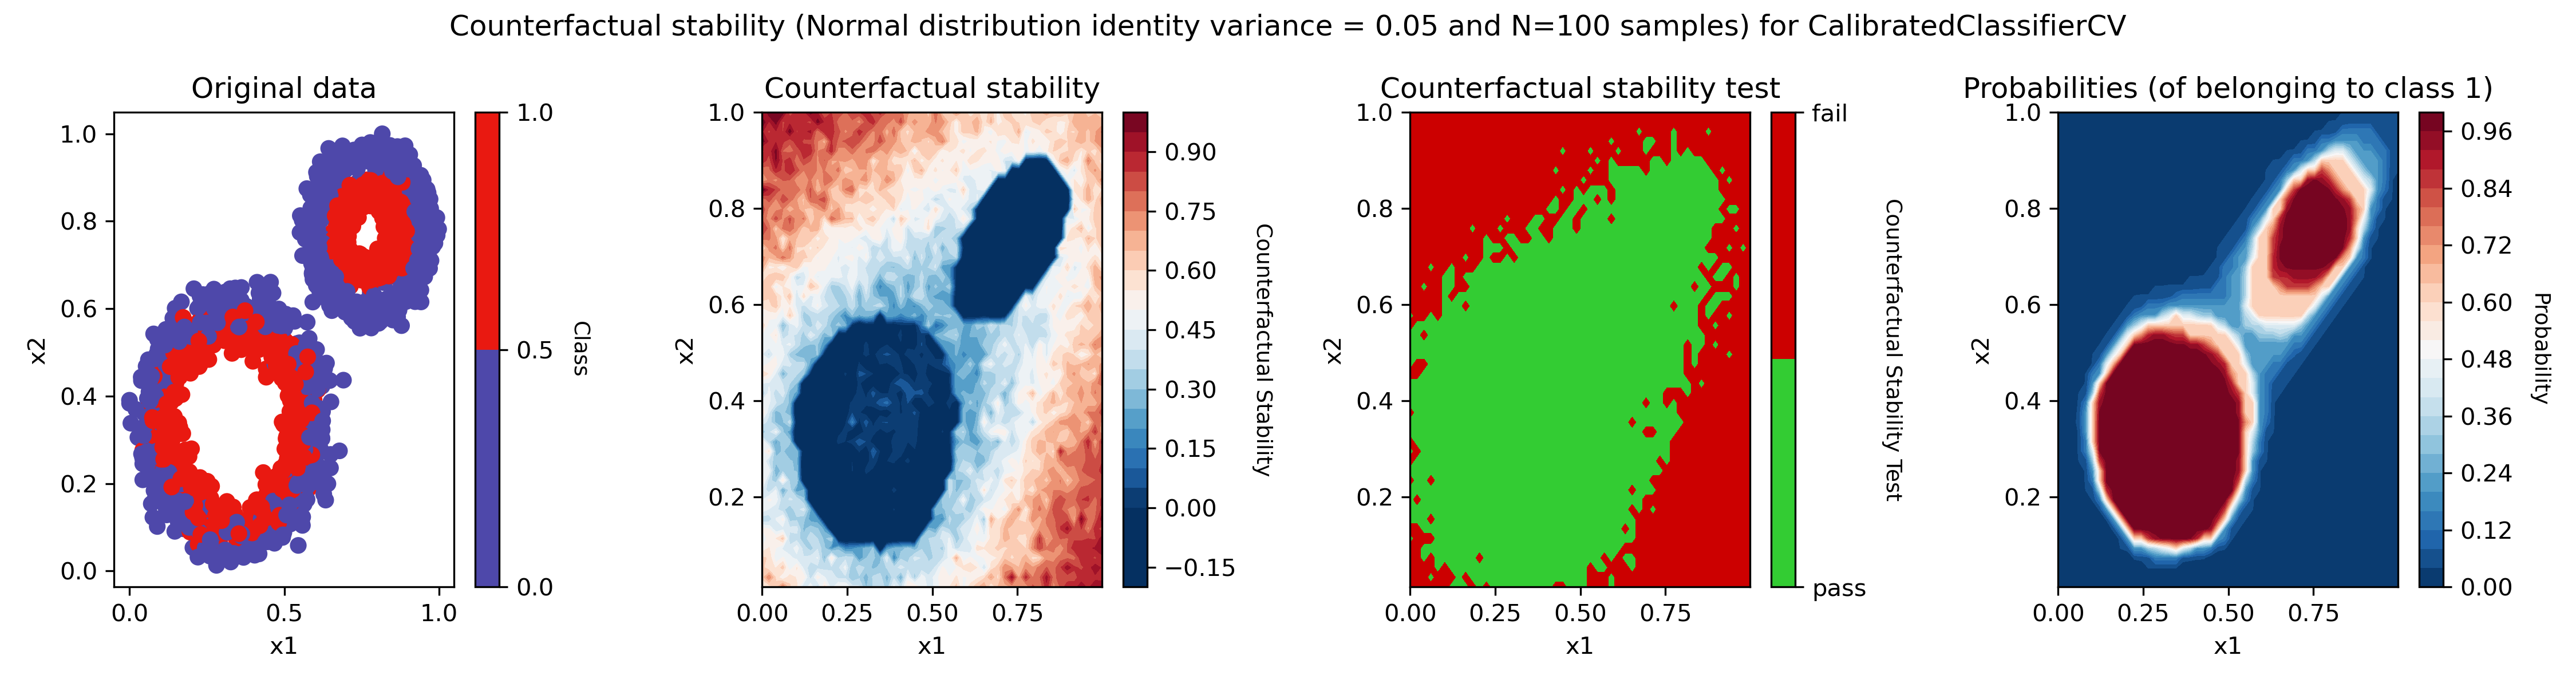 Counterfactual stability (Normal distribution identity variance = 0.05 and N=100 samples) for CalibratedClassifierCV
Original data
1.0
0.8
0.6
0.4
0.2
0.0
x2
0.0 0.5 1.0
x1
1.0
0.5
0.0
Class
Counterfactual stability
1.0
0.8
0.6
0.4
0.2
x2
0.00 0.25 0.50 0.75
x1
0.90
0.75
0.60
0.45
0.30
0.15
0.00
−0.15
Counterfactual Stability
Counterfactual stability test
1.0
0.8
0.6
0.4
0.2
x2
0.00 0.25 0.50 0.75
x1
fail
pass
Counterfactual Stability Test
Probabilities (of belonging to class 1)
1.0
0.8
0.6
0.4
0.2
x2
0.00 0.25 0.50 0.75
x1
0.96
0.84
0.72
0.60
0.48
0.36
0.24
0.12
0.00
Probability